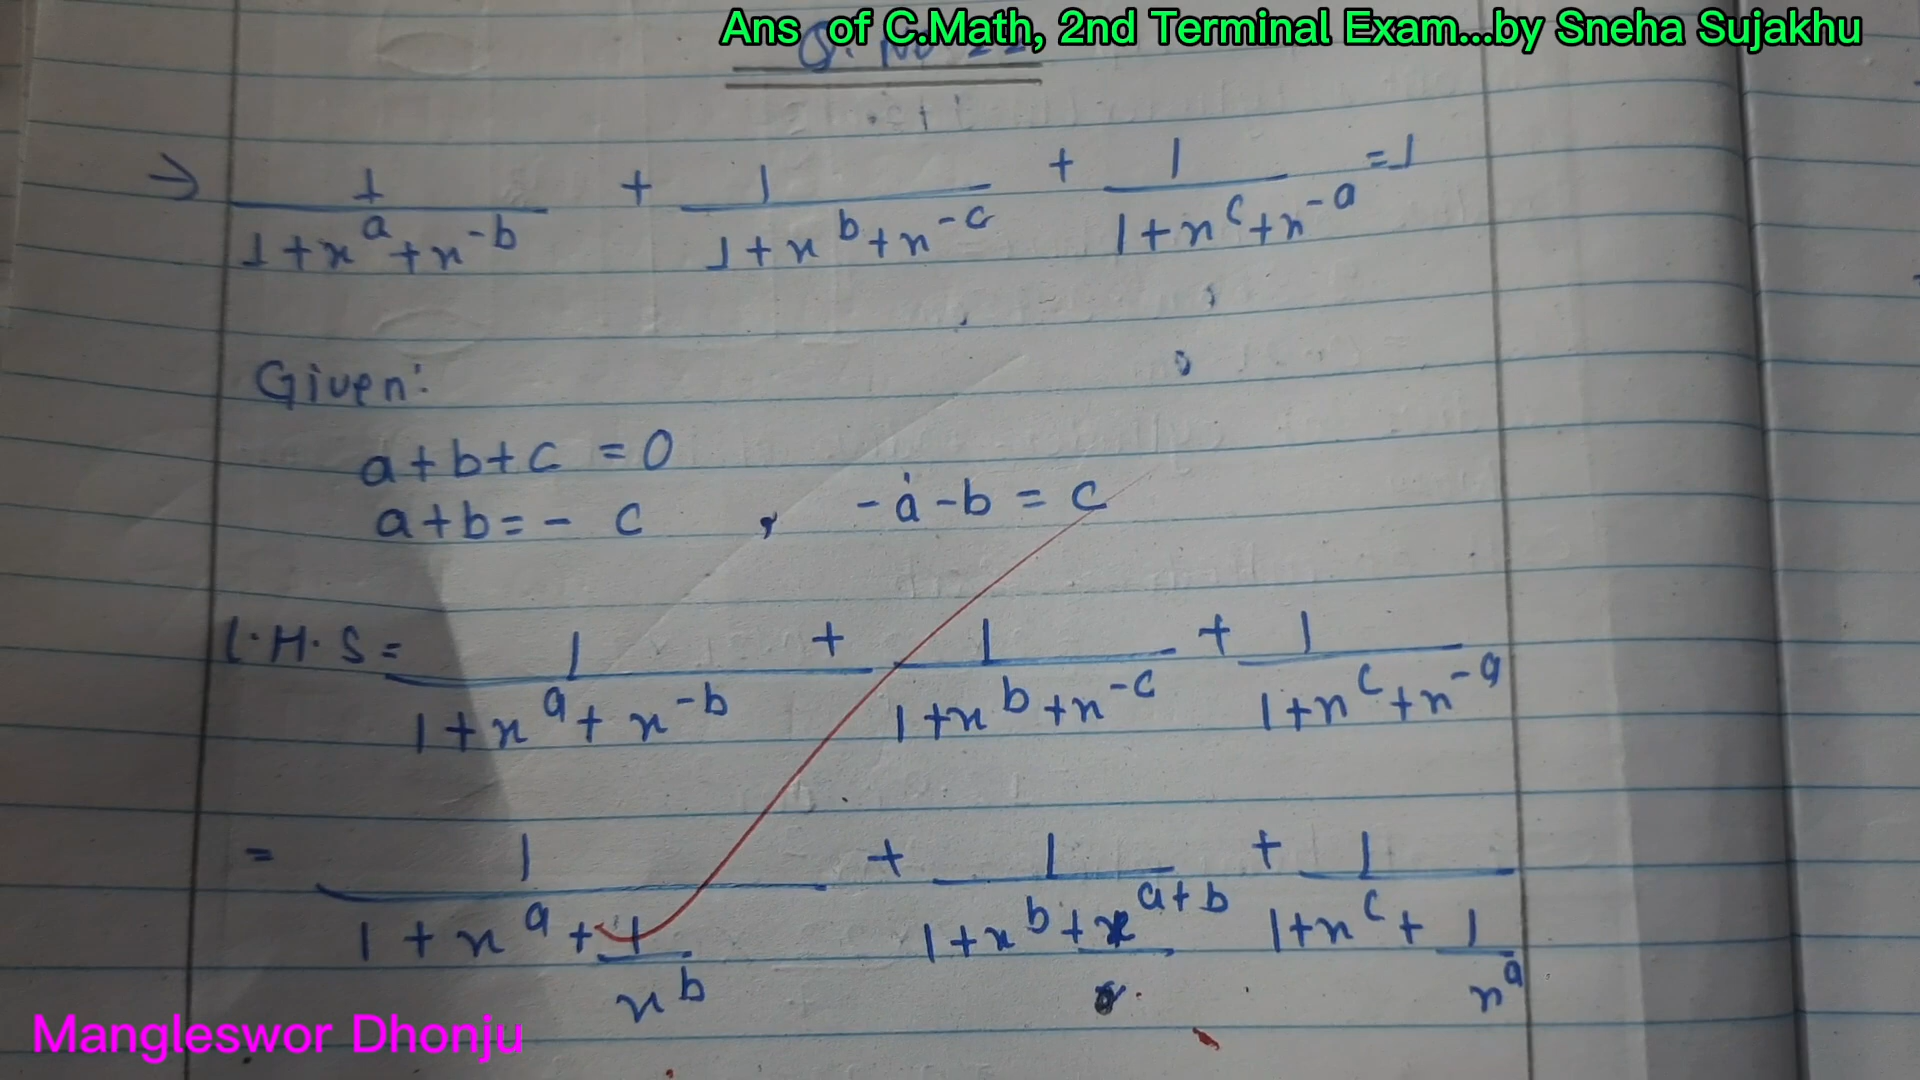 Ans of C.Math, 2nd Terminal Exam...by Sneha Sujakhu
Q. No
→ 1/(1+x^a+x^-b) + 1/(1+x^b+x^-c) + 1/(1+x^c+x^-a) =1
Given:
a+b+c = 0
a+b = - c , -a-b = c
L.H.S = 1/(1+x^a+x^-b) + 1/(1+x^b+x^-c) + 1/(1+x^c+x^-a)
= 1/(1+x^a+1/x^b) + 1/(1+x^b+x^a+b) + 1/(1+x^c+1/x^a)
Mangleswor Dhonju